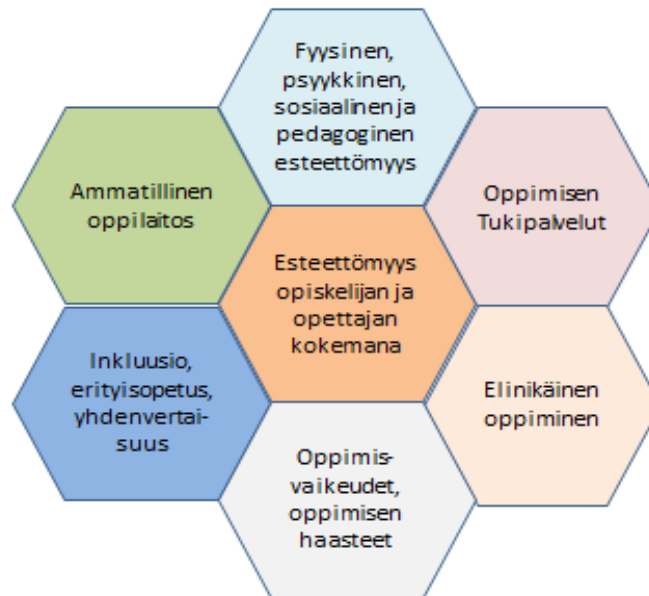 Fyysinen,
psyykkinen,
sosiaalinen ja
pedagoginen
esteettömyys
Ammatillinen
oppilaitos
Oppimisen
Tukipalvelut
Esteettömyys
opiskelijan ja
opettajan
kokemana
Inkluusio,
erityisopetus,
yhdenvertai-
suus
Elinikäinen
oppiminen
Oppimis-
vaikeudet,
oppimisen
haasteet